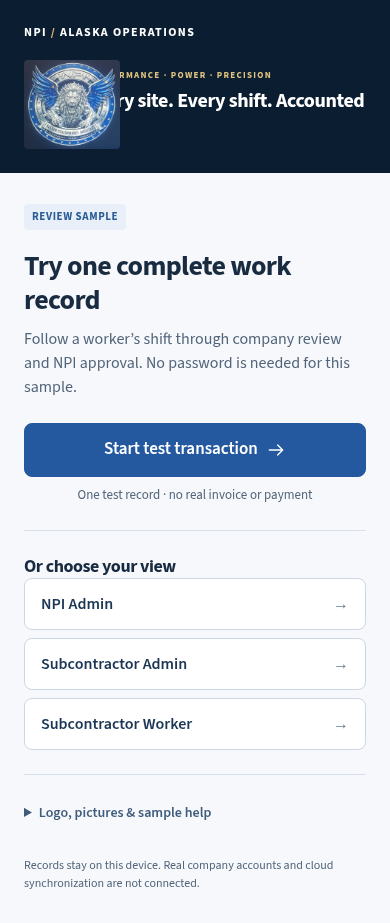 NPI / ALASKA OPERATIONS
RMANCE · POWER · PRECISION
ry site. Every shift. Accounted
REVIEW SAMPLE
Try one complete work
record
Follow a worker’s shift through company review
and NPI approval. No password is needed for this
sample.
Start test transaction →
One test record · no real invoice or payment
Or choose your view
NPI Admin →
Subcontractor Admin →
Subcontractor Worker →
Logo, pictures & sample help
Records stay on this device. Real company accounts and cloud
synchronization are not connected.